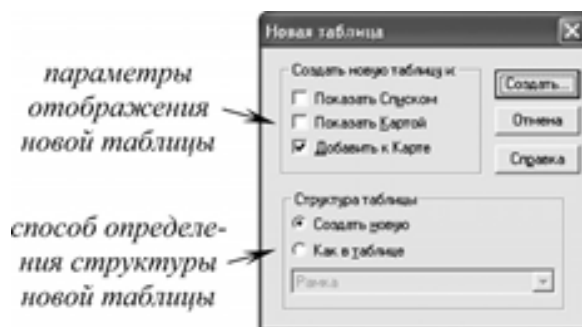 Новая таблица
параметры
отображения
новой таблицы
Создать новую таблицу и:
Показать Списком
Показать Картой
Добавить к Карте
Создать...
Отмена
Справка
способ определе-
ния структуры
новой таблицы
Структура таблицы
Создать новую
Как в таблице
Рамка